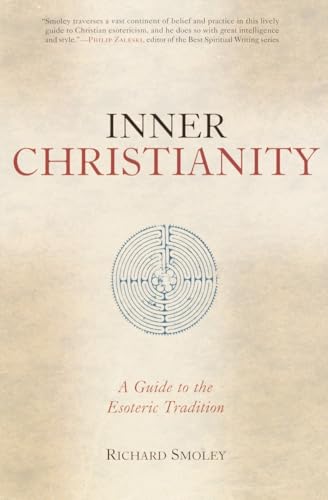 "Smoley traverses a vast continent of belief and practice in this lively
guide to Christian esotericism, and he does so with great intelligence
and style."—PHILIP ZALESKI, editor of the Best Spiritual Writing series
INNER
CHRISTIANITY
A Guide to the
Esoteric Tradition
RICHARD SMOLEY